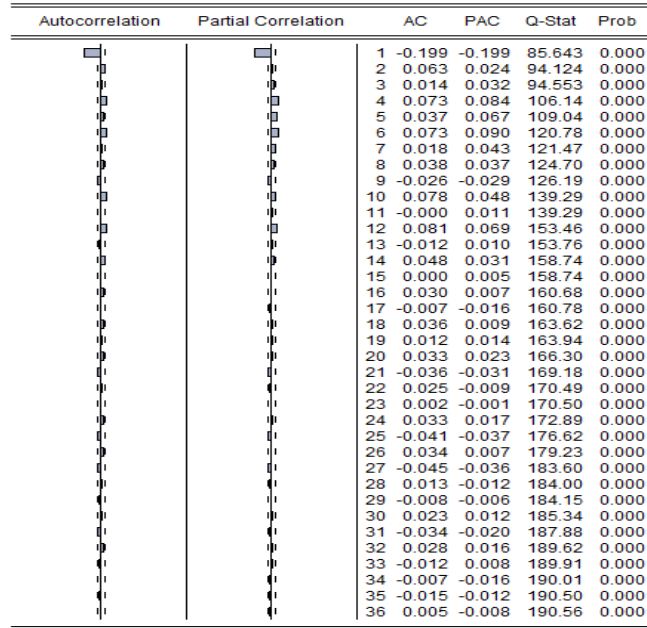 Autocorrelation Partial Correlation AC PAC Q-Stat Prob
1 -0.199 -0.199 85.643 0.000
2 0.063 0.024 94.124 0.000
3 0.014 0.032 94.553 0.000
4 0.073 0.084 106.14 0.000
5 0.037 0.067 109.04 0.000
6 0.073 0.090 120.78 0.000
7 0.018 0.043 121.47 0.000
8 0.038 0.037 124.70 0.000
9 -0.026 -0.029 126.19 0.000
10 0.078 0.048 139.29 0.000
11 -0.000 0.011 139.29 0.000
12 0.081 0.069 153.46 0.000
13 -0.012 0.010 153.76 0.000
14 0.048 0.031 158.74 0.000
15 0.000 0.005 158.74 0.000
16 0.030 0.007 160.68 0.000
17 -0.007 -0.016 160.78 0.000
18 0.036 0.009 163.62 0.000
19 0.012 0.014 163.94 0.000
20 0.033 0.023 166.30 0.000
21 -0.036 -0.031 169.18 0.000
22 0.025 -0.009 170.49 0.000
23 0.002 -0.001 170.50 0.000
24 0.033 0.017 172.89 0.000
25 -0.041 -0.037 176.62 0.000
26 0.034 0.007 179.23 0.000
27 -0.045 -0.036 183.60 0.000
28 0.013 -0.012 184.00 0.000
29 -0.008 -0.006 184.15 0.000
30 0.023 0.012 185.34 0.000
31 -0.034 -0.020 187.88 0.000
32 0.028 0.016 189.62 0.000
33 -0.012 0.008 189.91 0.000
34 -0.007 -0.016 190.01 0.000
35 -0.015 -0.012 190.50 0.000
36 0.005 -0.008 190.56 0.000